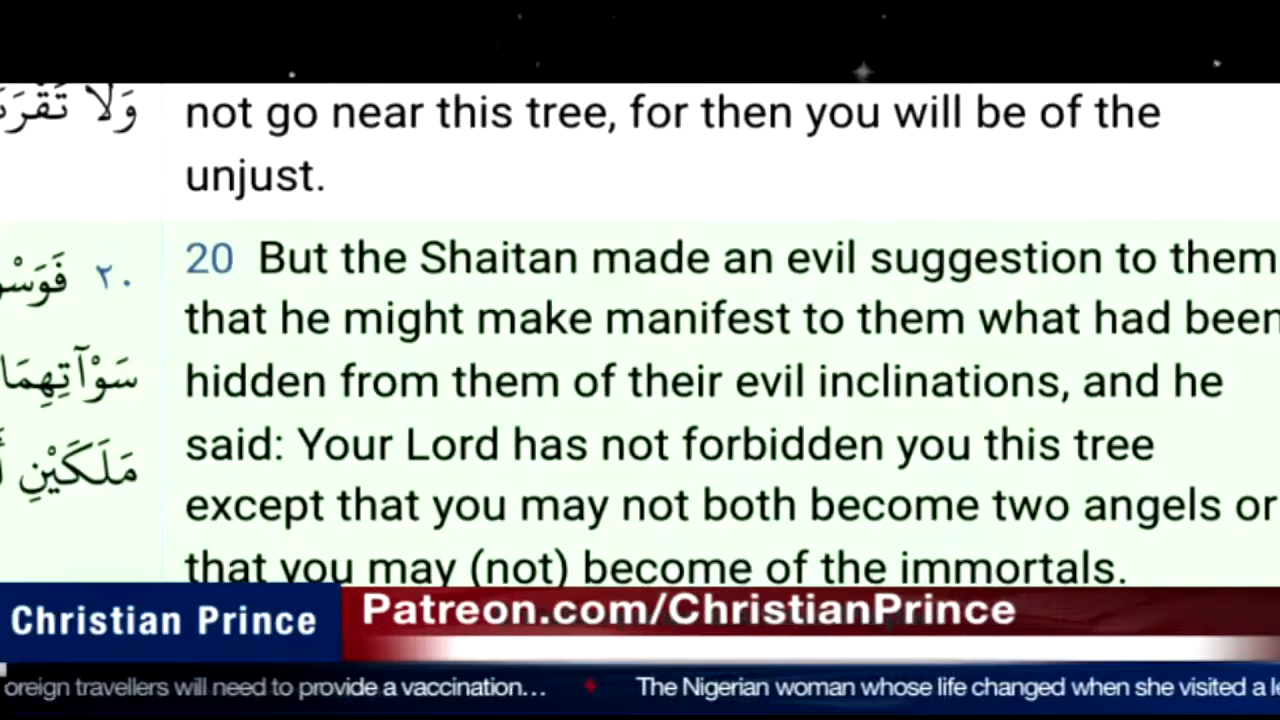 وَلَا
not go near this tree, for then you will be of the
unjust.
٢٠
20 But the Shaitan made an evil suggestion to them
that he might make manifest to them what had been
سَوْآتِهِمَا
hidden from them of their evil inclinations, and he
said: Your Lord has not forbidden you this tree
مَلَكَيْنِ
except that you may not both become two angels or
that you may (not) become of the immortals.
Christian Prince
Patreon.com/ChristianPrince
oreign travellers will need to provide a vaccination... The Nigerian woman whose life changed when she visited a